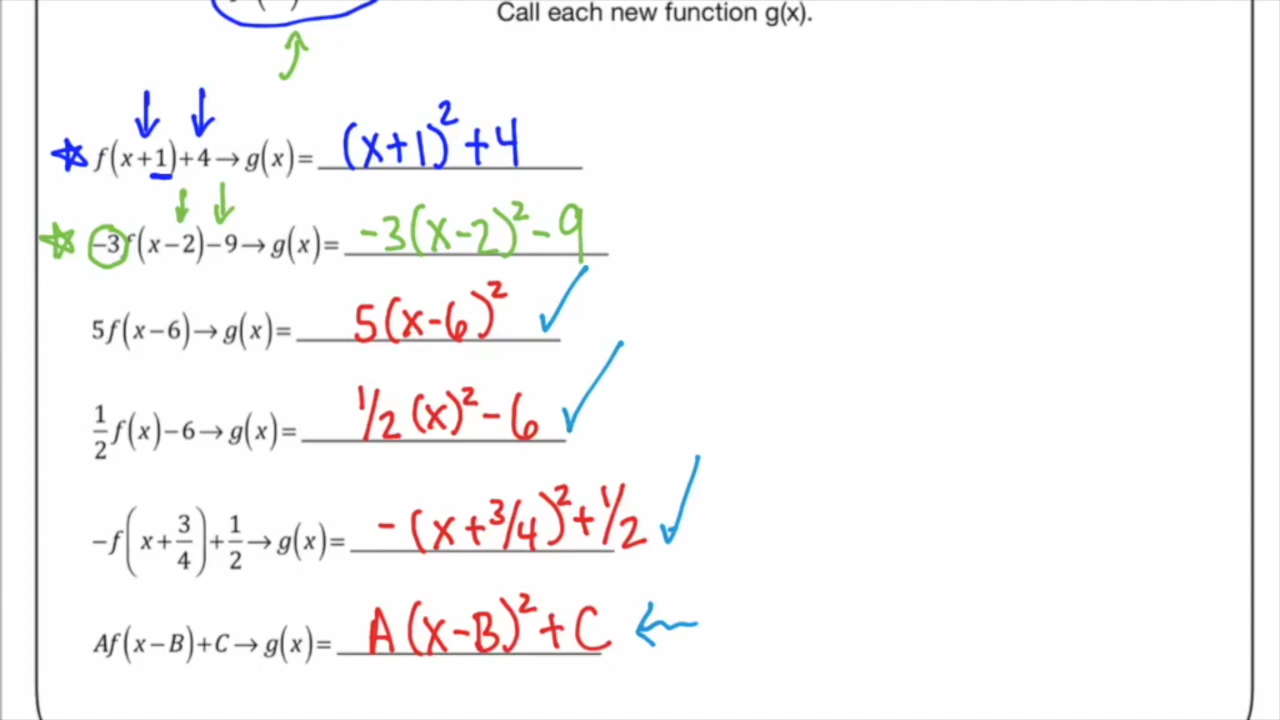 Call each new function g(x).
f(x+1)+4→g(x)= (x+1)²+4
-3f(x-2)-9→g(x)= -3(x-2)²-9
5f(x-6)→g(x)= 5(x-6)²
1/2 f(x)-6→g(x)= 1/2(x)²-6
-f(x+3/4)+1/2→g(x)= -(x+3/4)²+1/2
Af(x-B)+C→g(x)= A(x-B)²+C